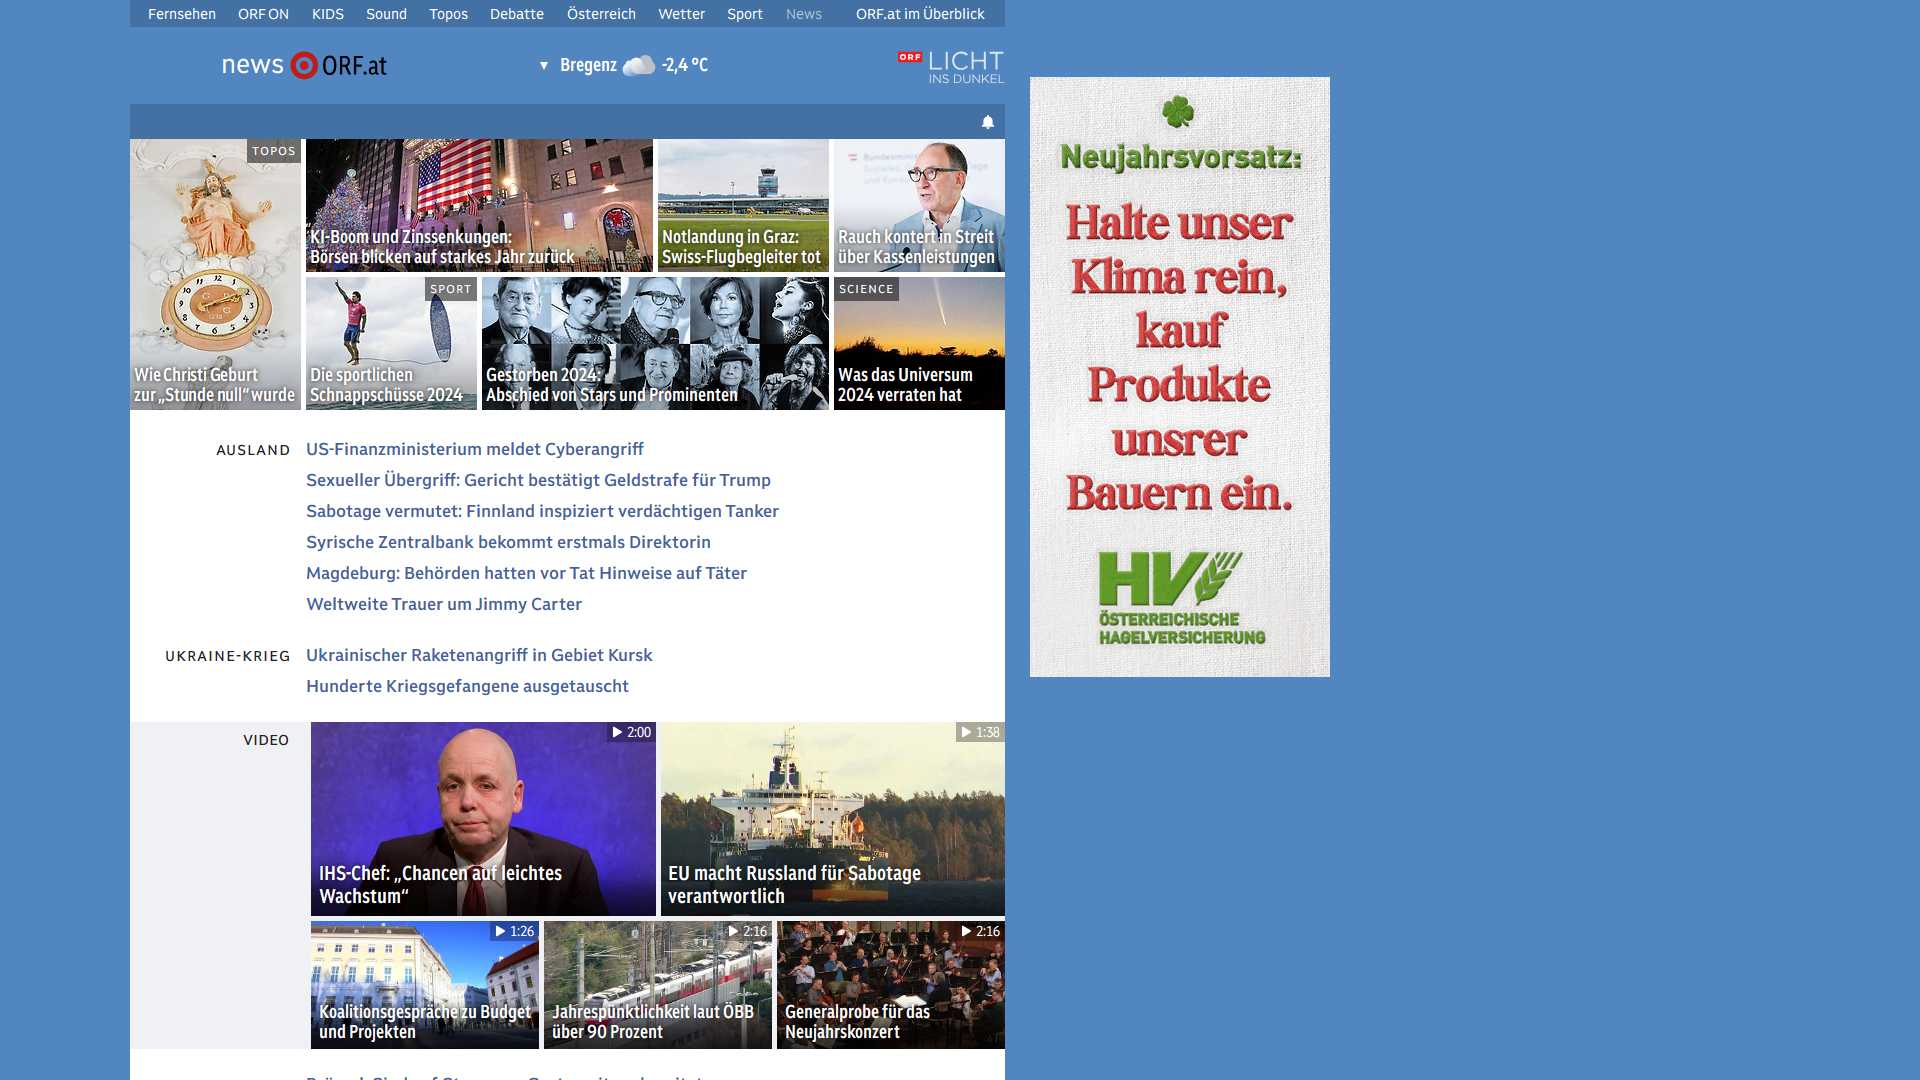 Fernsehen ORF ON KIDS Sound Topos Debatte Österreich Wetter Sport News ORF.at im Überblick
news ORF.at
▼ Bregenz -2,4 °C
ORF LICHT
INS DUNKEL
TOPOS
Wie Christi Geburt
zur „Stunde null“ wurde
KI-Boom und Zinssenkungen:
Börsen blicken auf starkes Jahr zurück
Notlandung in Graz:
Swiss-Flugbegleiter tot
Rauch kontert in Streit
über Kassenleistungen
SPORT
Die sportlichen
Schnappschüsse 2024
Gestorben 2024:
Abschied von Stars und Prominenten
SCIENCE
Was das Universum
2024 verraten hat
AUSLAND
US-Finanzministerium meldet Cyberangriff
Sexueller Übergriff: Gericht bestätigt Geldstrafe für Trump
Sabotage vermutet: Finnland inspiziert verdächtigen Tanker
Syrische Zentralbank bekommt erstmals Direktorin
Magdeburg: Behörden hatten vor Tat Hinweise auf Täter
Weltweite Trauer um Jimmy Carter
UKRAINE-KRIEG
Ukrainischer Raketenangriff in Gebiet Kursk
Hunderte Kriegsgefangene ausgetauscht
VIDEO
2:00
IHS-Chef: „Chancen auf leichtes
Wachstum“
1:38
EU macht Russland für Sabotage
verantwortlich
1:26
Koalitionsgespräche zu Budget
und Projekten
2:16
Jahrespünktlichkeit laut ÖBB
über 90 Prozent
2:16
Generalprobe für das
Neujahrskonzert
Neujahrsvorsatz:
Halte unser
Klima rein,
kauf
Produkte
unsrer
Bauern ein.
HV
ÖSTERREICHISCHE
HAGELVERSICHERUNG